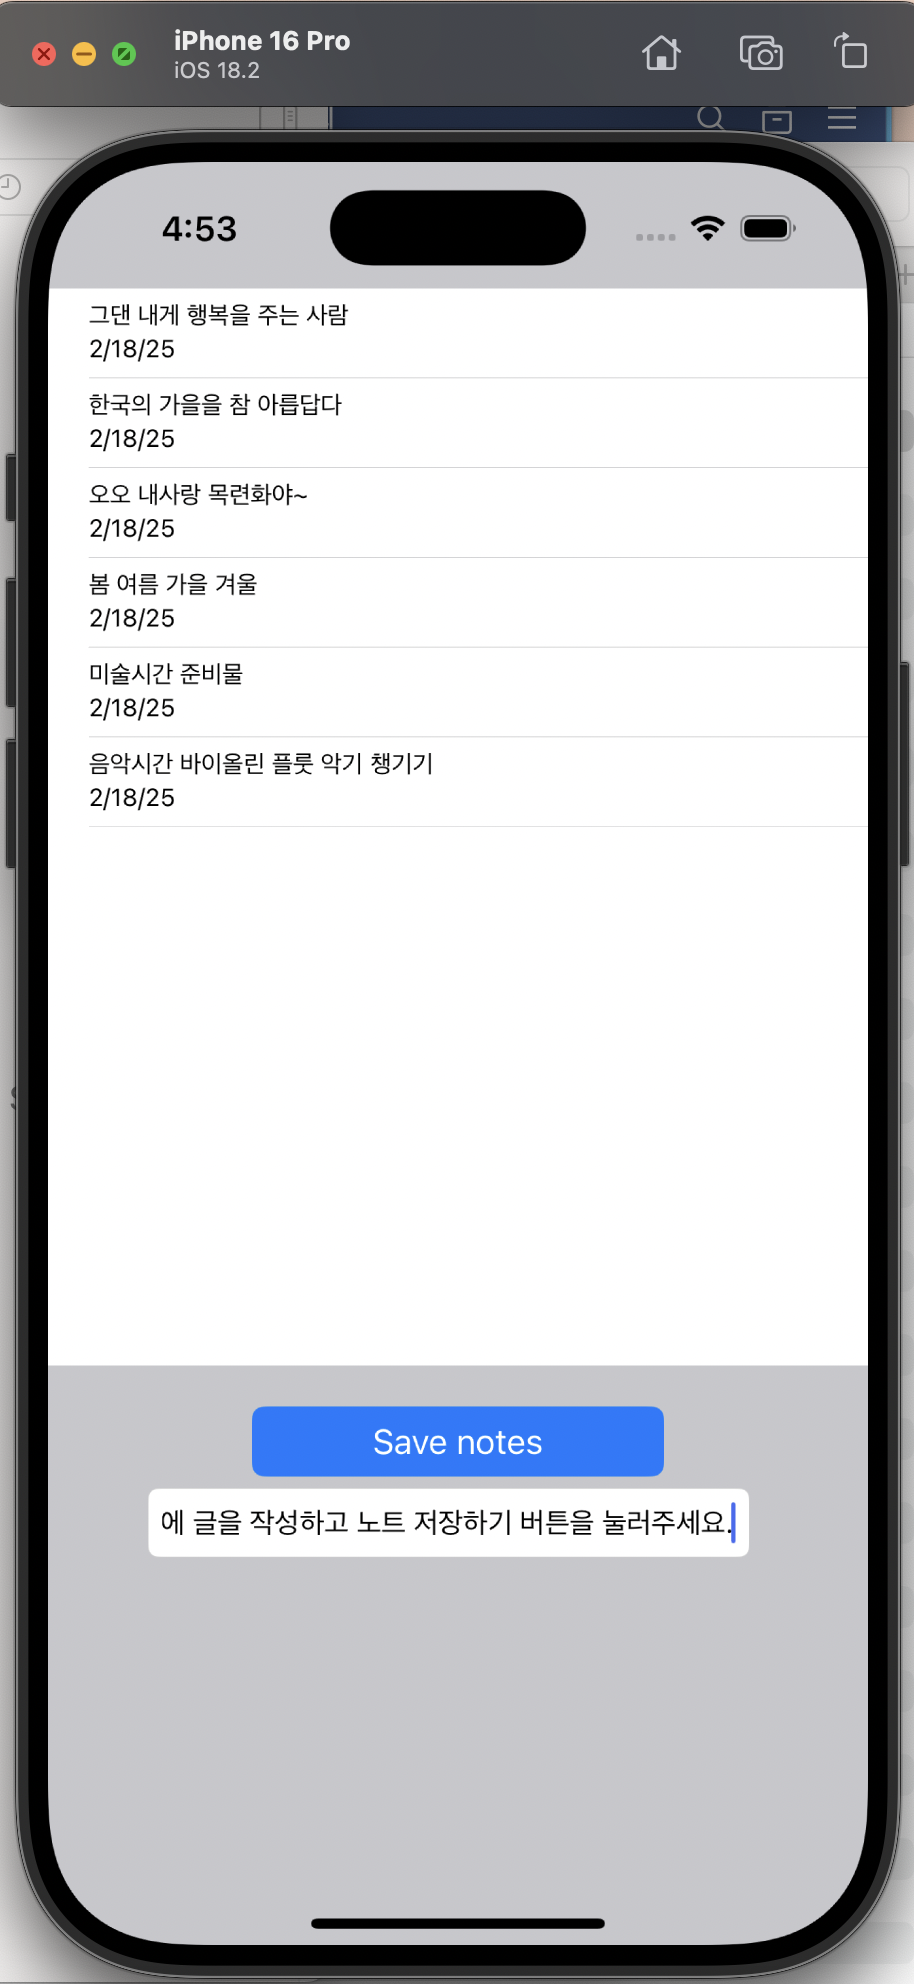 iPhone 16 Pro
iOS 18.2
4:53
그댄 내게 행복을 주는 사람
2/18/25
한국의 가을을 참 아릅답다
2/18/25
오오 내사랑 목련화야~
2/18/25
봄 여름 가을 겨울
2/18/25
미술시간 준비물
2/18/25
음악시간 바이올린 플룻 악기 챙기기
2/18/25
Save notes
에 글을 작성하고 노트 저장하기 버튼을 눌러주세요.